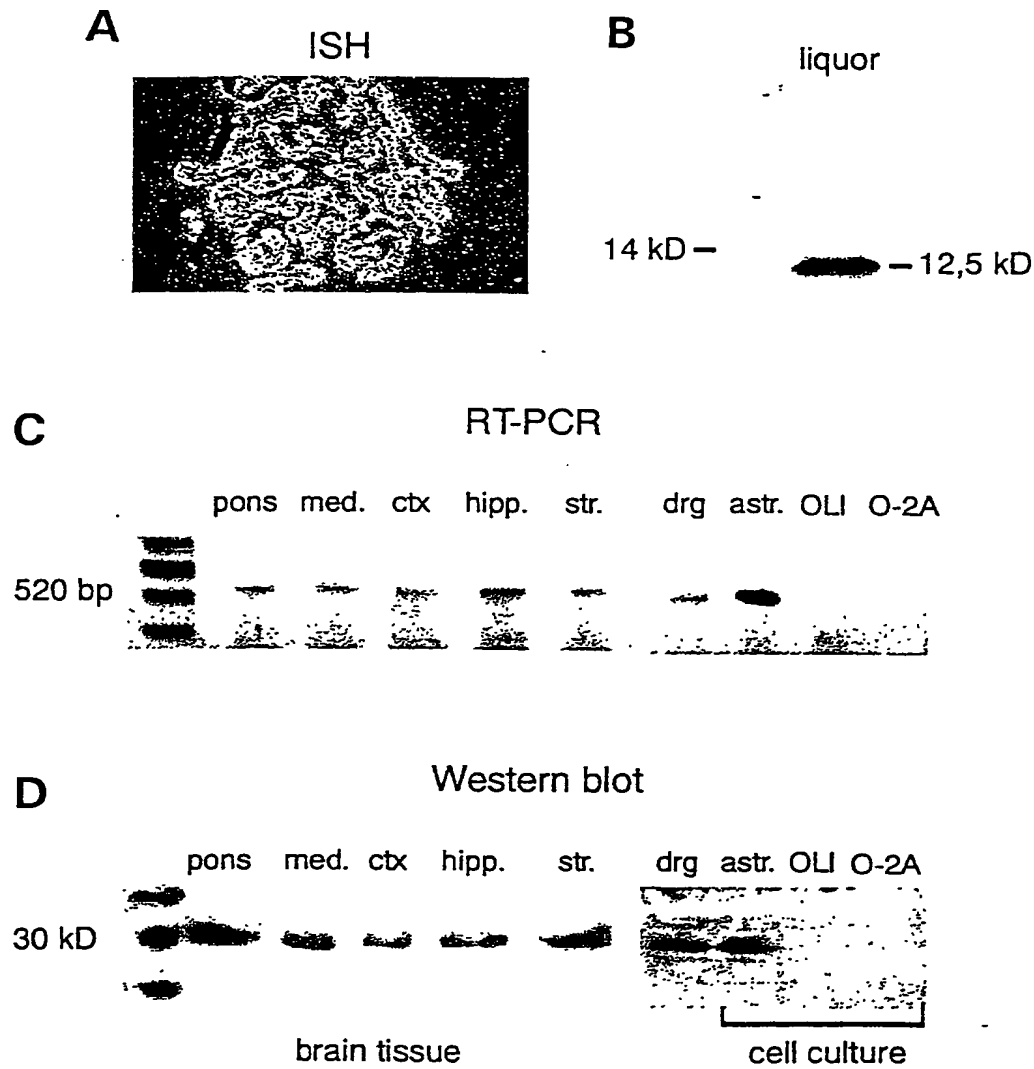 A
ISH
B
liquor
14 kD
12,5 kD
C
RT-PCR
pons med. ctx hipp. str. drg astr. OLI O-2A
520 bp
D
Western blot
pons med. ctx hipp. str. drg astr. OLI O-2A
30 kD
brain tissue
cell culture